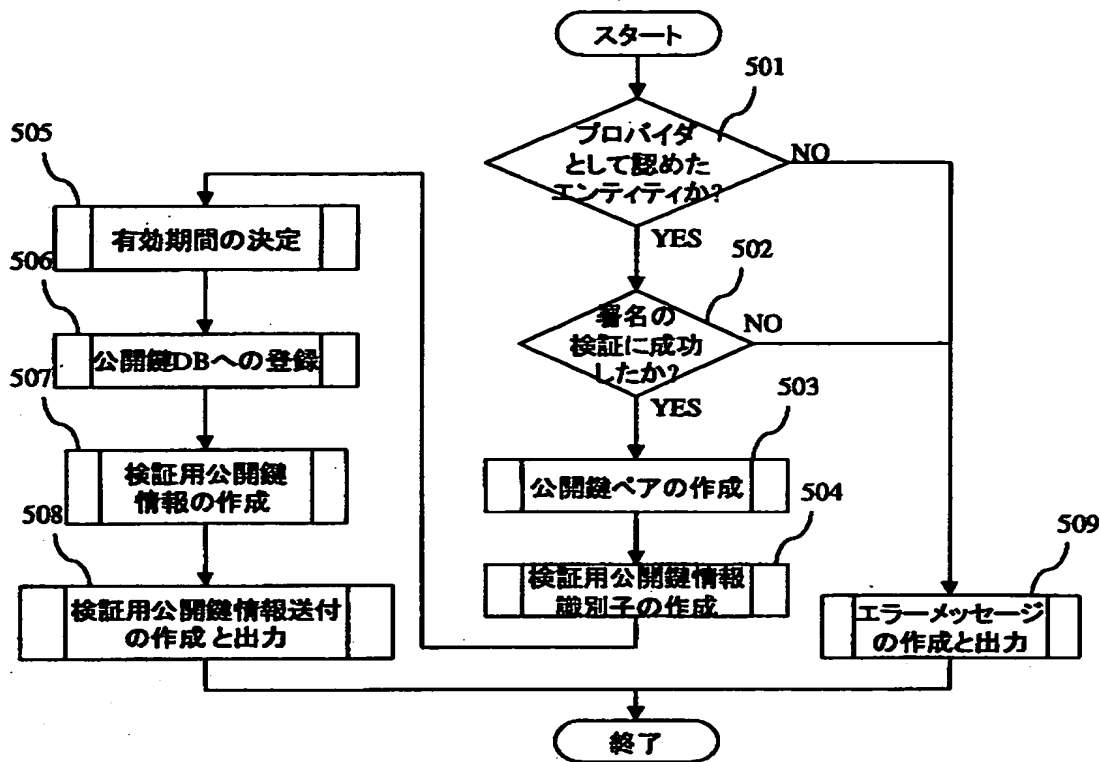 スタート
501
プロバイダ
として認めた
エンティティか?
NO
YES
502
署名の
検証に成功
したか?
NO
YES
503
公開鍵ペアの作成
504
検証用公開鍵情報
識別子の作成
505
有効期間の決定
506
公開鍵DBへの登録
507
検証用公開鍵
情報の作成
508
検証用公開鍵情報送付
の作成と出力
509
エラーメッセージ
の作成と出力
終了